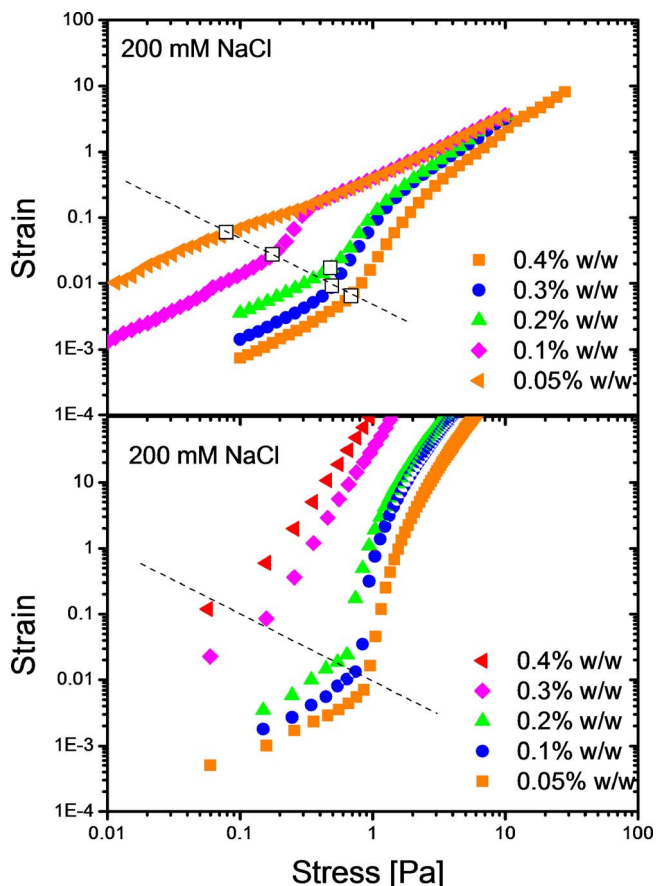 100
10
1
0.1
0.01
1E-3
1E-4
Strain
200 mM NaCl
0.4% w/w
0.3% w/w
0.2% w/w
0.1% w/w
0.05% w/w
10
1
0.1
0.01
1E-3
1E-4
Strain
200 mM NaCl
0.4% w/w
0.3% w/w
0.2% w/w
0.1% w/w
0.05% w/w
0.01 0.1 1 10 100
Stress [Pa]